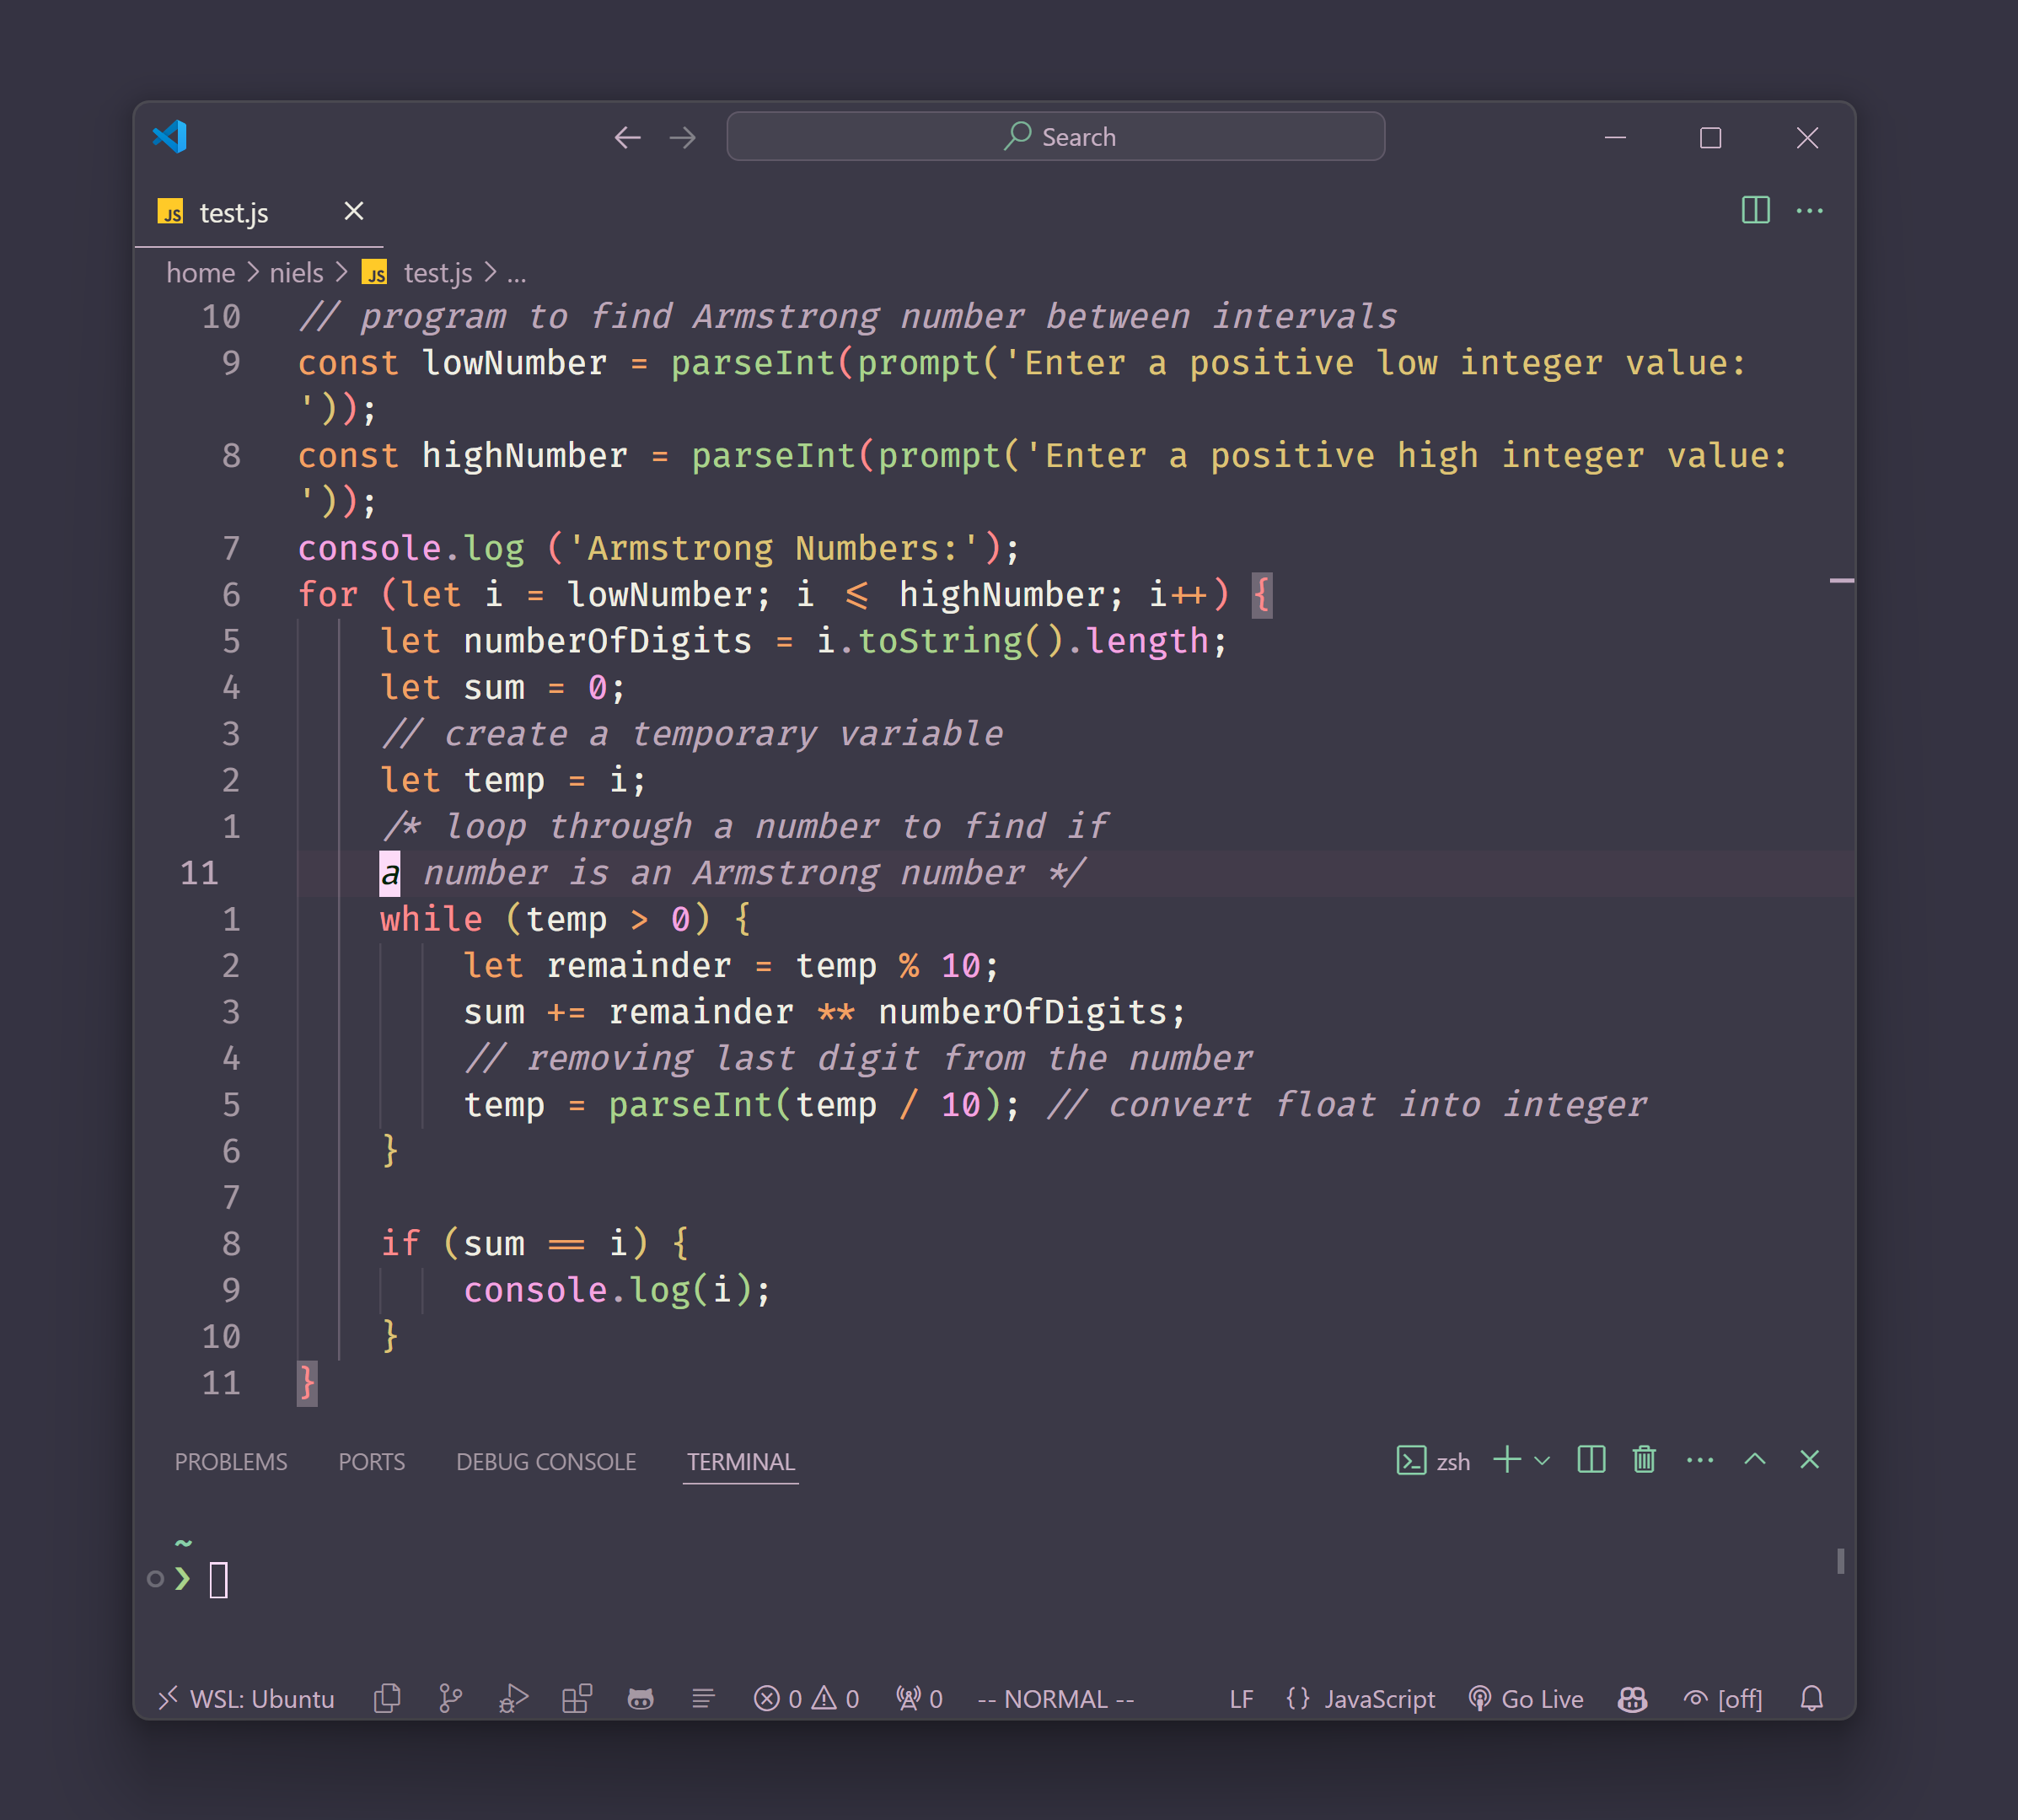 Search
JS test.js
home > niels > JS test.js > ...
10 // program to find Armstrong number between intervals
9 const lowNumber = parseInt(prompt('Enter a positive low integer value:
'));
8 const highNumber = parseInt(prompt('Enter a positive high integer value:
'));
7 console.log ('Armstrong Numbers:');
6 for (let i = lowNumber; i <= highNumber; i++) {
5 let numberOfDigits = i.toString().length;
4 let sum = 0;
3 // create a temporary variable
2 let temp = i;
1 /* loop through a number to find if
11 a number is an Armstrong number */
1 while (temp > 0) {
2 let remainder = temp % 10;
3 sum += remainder ** numberOfDigits;
4 // removing last digit from the number
5 temp = parseInt(temp / 10); // convert float into integer
6 }
7
8 if (sum == i) {
9 console.log(i);
10 }
11 }
PROBLEMS PORTS DEBUG CONSOLE TERMINAL zsh
~
❯
WSL: Ubuntu 0 0 0 -- NORMAL -- LF {} JavaScript Go Live [off]